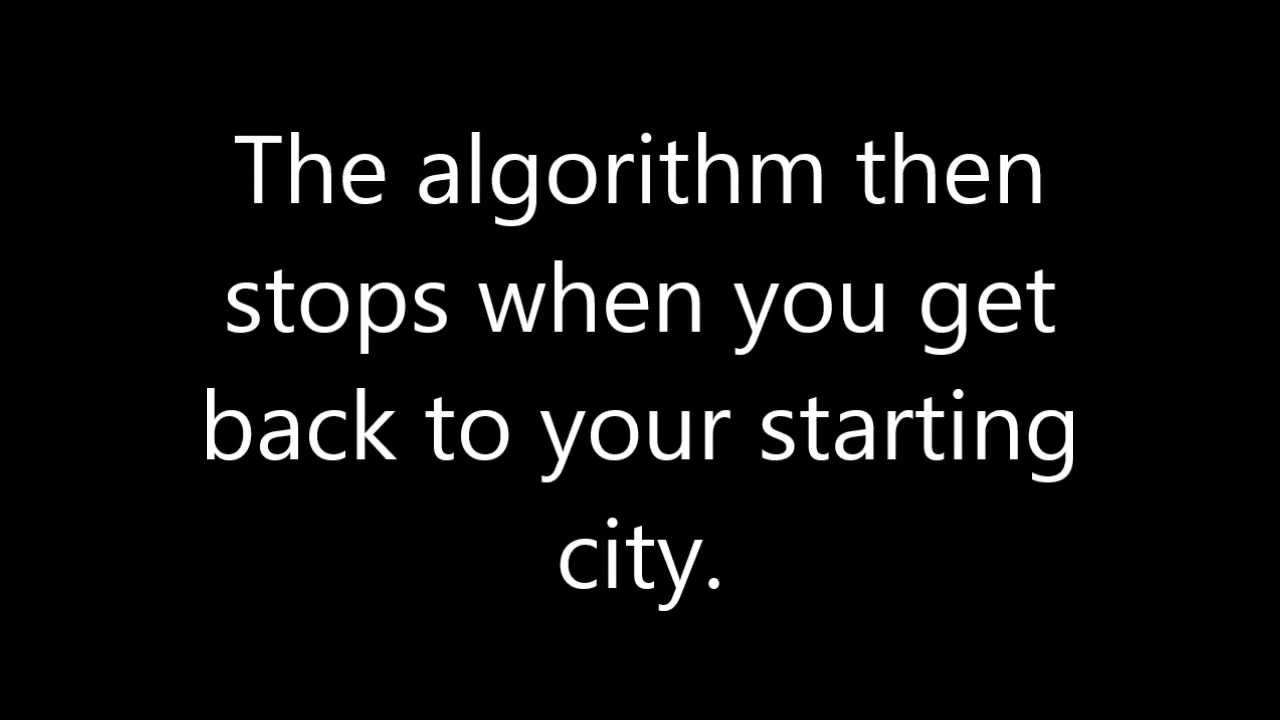 The algorithm then
stops when you get
back to your starting
city.